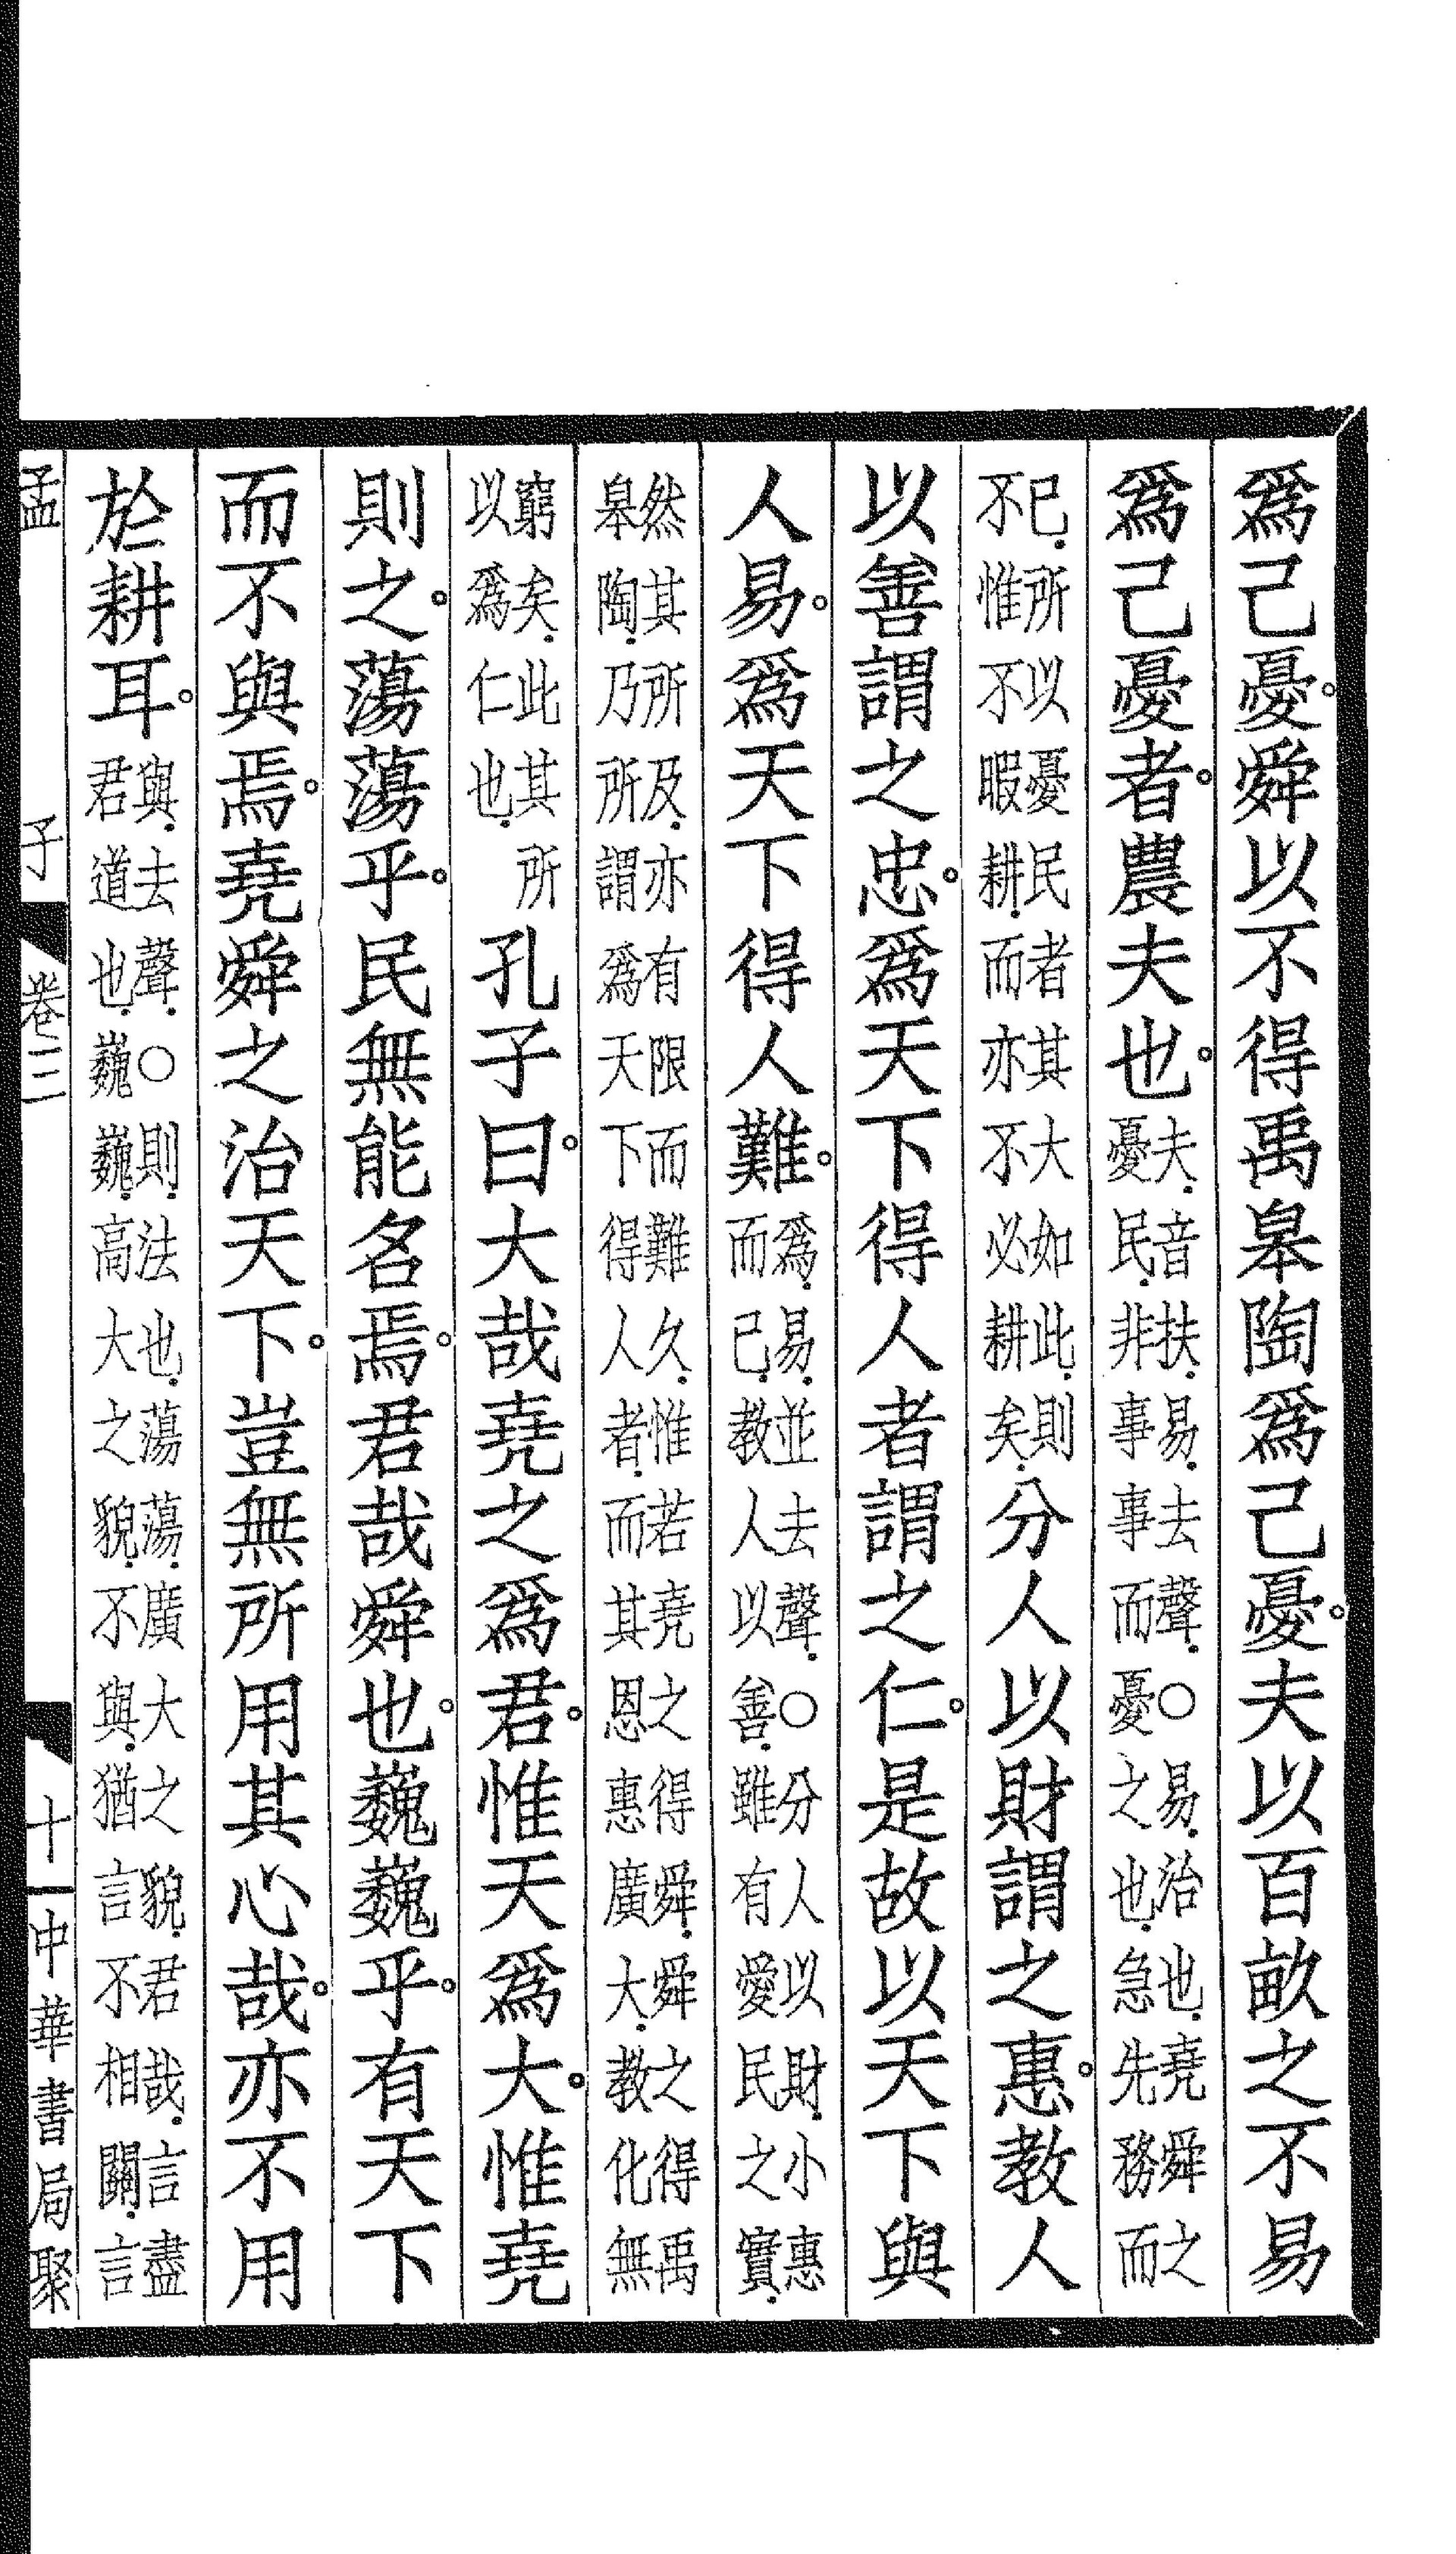 爲己憂。舜以不得禹皋陶爲己憂。夫以百畝之不易
爲己憂者。農夫也。夫.音扶.易.去聲.○易.治也.堯舜之憂民.非事事而憂之也.急先務而
已.所以憂民者其大如此.則不惟不暇耕.而亦不必耕矣.分人以財謂之惠。教人
以善謂之忠。爲天下得人者謂之仁。是故以天下與
人易。爲天下得人難。爲.易.並去聲.○分人以財.小惠而已.教人以善.雖有愛民之實.
然其所及.亦有限而難久.惟若堯之得舜.舜之得禹皋陶.乃所謂爲天下得人者.而其恩惠廣大.教化無
窮矣.此其所以爲仁也.孔子曰。大哉堯之爲君。惟天爲大。惟堯
則之。蕩蕩乎。民無能名焉。君哉舜也。巍巍乎。有天下
而不與焉。堯舜之治天下。豈無所用其心哉。亦不用
於耕耳。與.去聲.○則.法也.蕩蕩.廣大之貌.君哉.言盡君道也.巍巍.高大之貌.不與.猶言不相關.言
孟子 卷三 十 中華書局聚